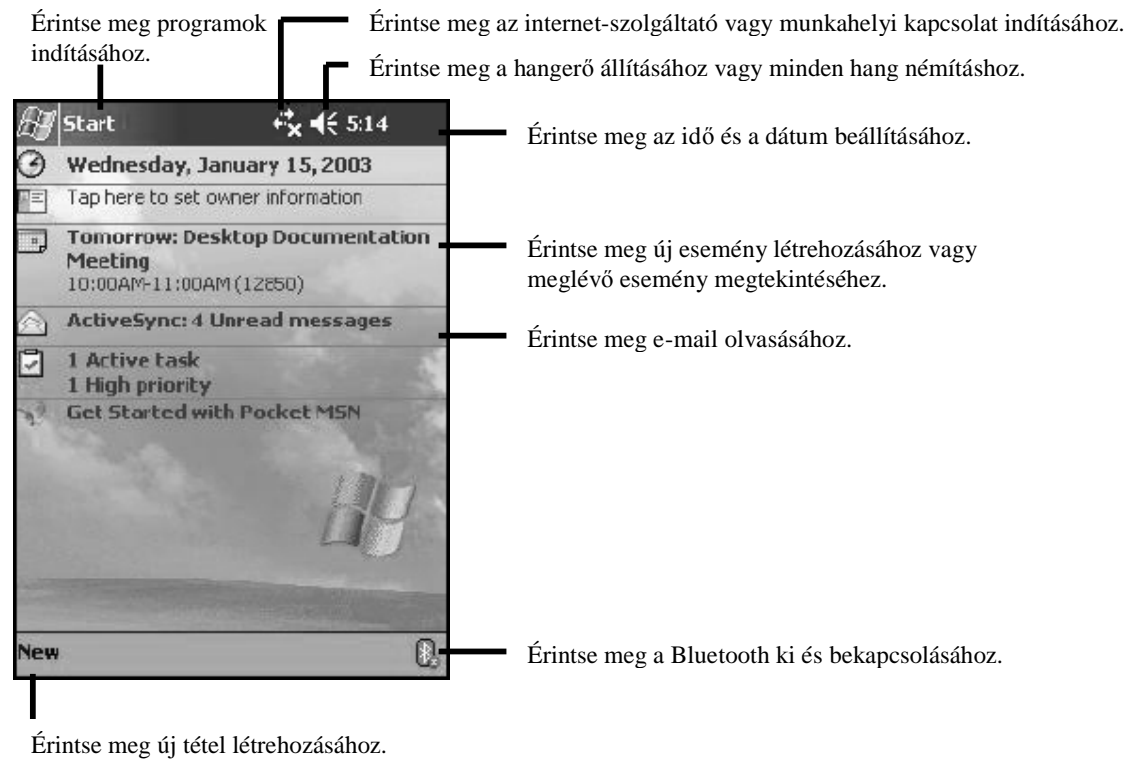 Érintse meg programok
indításához.
Érintse meg az internet-szolgáltató vagy munkahelyi kapcsolat indításához.
Érintse meg a hangerő állításához vagy minden hang némításhoz.
Start 5:14
Érintse meg az idő és a dátum beállításához.
Wednesday, January 15, 2003
Tap here to set owner information
Tomorrow: Desktop Documentation
Meeting
10:00AM-11:00AM (12850)
Érintse meg új esemény létrehozásához vagy
meglévő esemény megtekintéséhez.
ActiveSync: 4 Unread messages
Érintse meg e-mail olvasásához.
1 Active task
1 High priority
Get Started with Pocket MSN
New
Érintse meg a Bluetooth ki és bekapcsolásához.
Érintse meg új tétel létrehozásához.